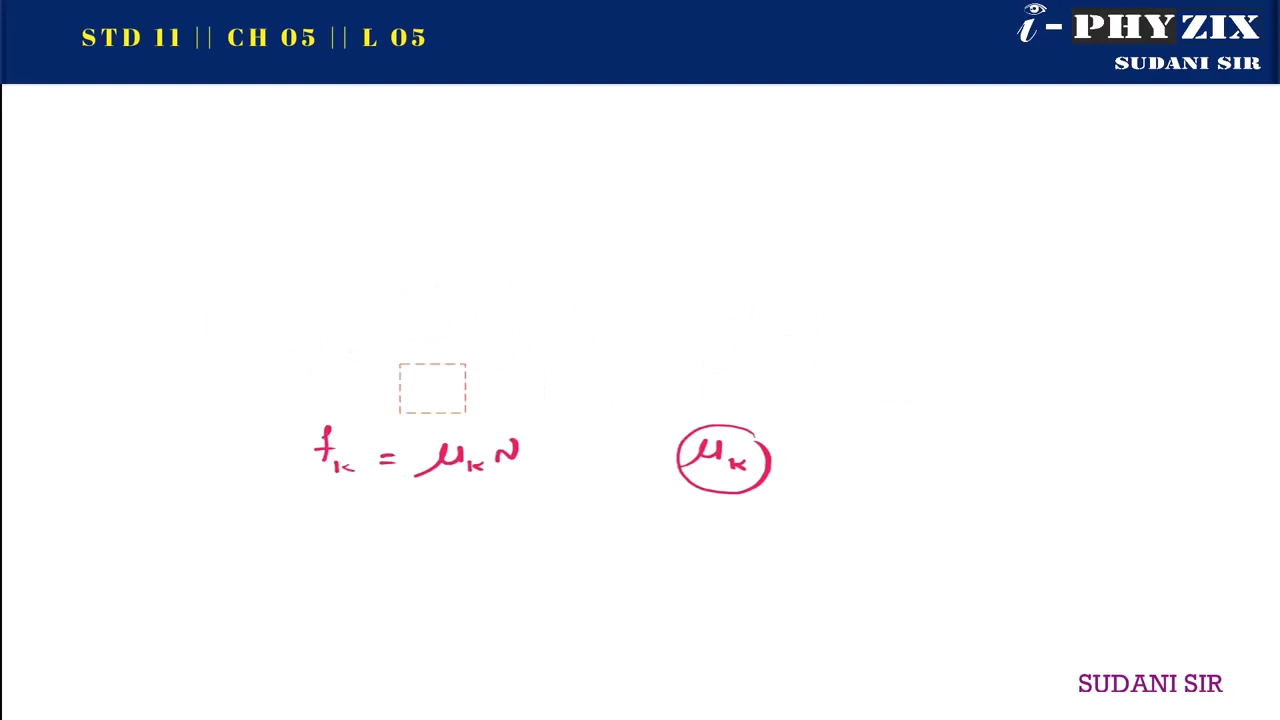 STD 11 || CH 05 || L 05
i - PHYZIX
SUDANI SIR
fₖ = μₖ N
μₖ
SUDANI SIR